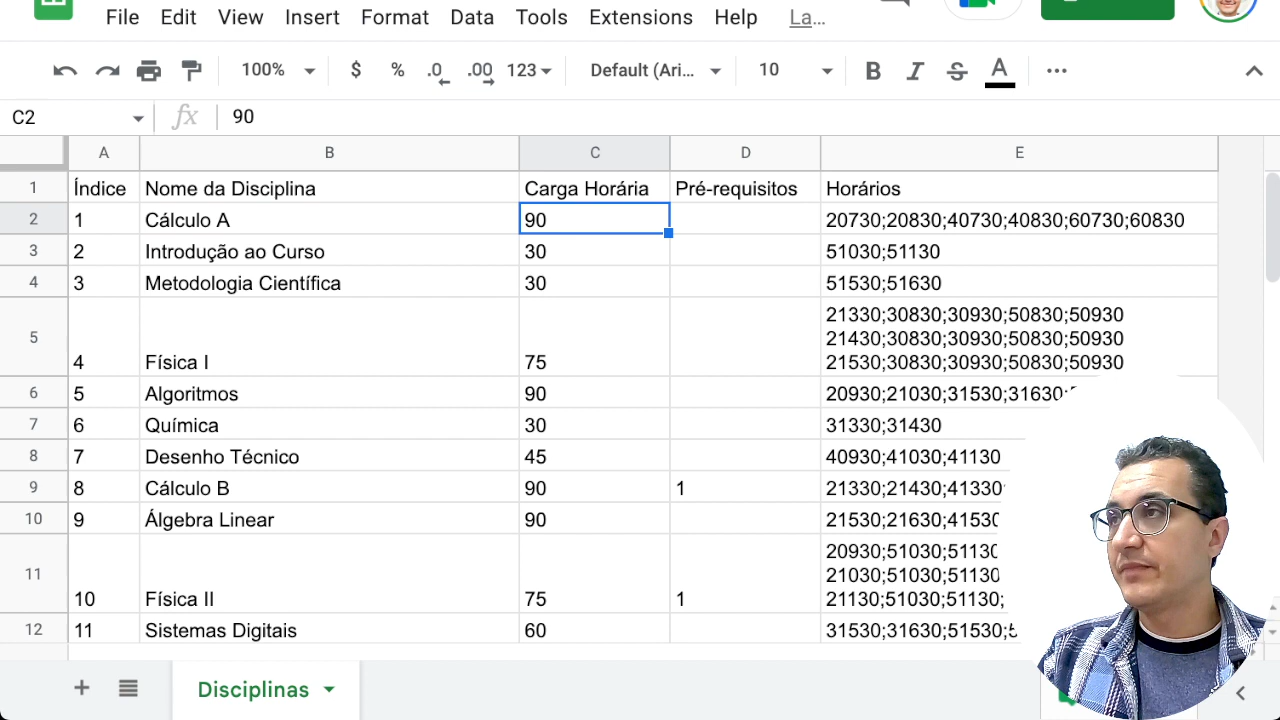 File Edit View Insert Format Data Tools Extensions Help La…
100% $ % .0 .00 123 Default (Ari... 10 B I S A
C2 fx 90
A B C D E
1 Índice Nome da Disciplina Carga Horária Pré-requisitos Horários
2 1 Cálculo A 90 20730;20830;40730;40830;60730;60830
3 2 Introdução ao Curso 30 51030;51130
4 3 Metodologia Científica 30 51530;51630
21330;30830;30930;50830;50930
21430;30830;30930;50830;50930
5 4 Física I 75 21530;30830;30930;50830;50930
6 5 Algoritmos 90 20930;21030;31530;31630;
7 6 Química 30 31330;31430
8 7 Desenho Técnico 45 40930;41030;41130
9 8 Cálculo B 90 1 21330;21430;41330
10 9 Álgebra Linear 90 21530;21630;41530
20930;51030;51130
21030;51030;51130
11 10 Física II 75 1 21130;51030;51130;
12 11 Sistemas Digitais 60 31530;31630;51530;
+ Disciplinas